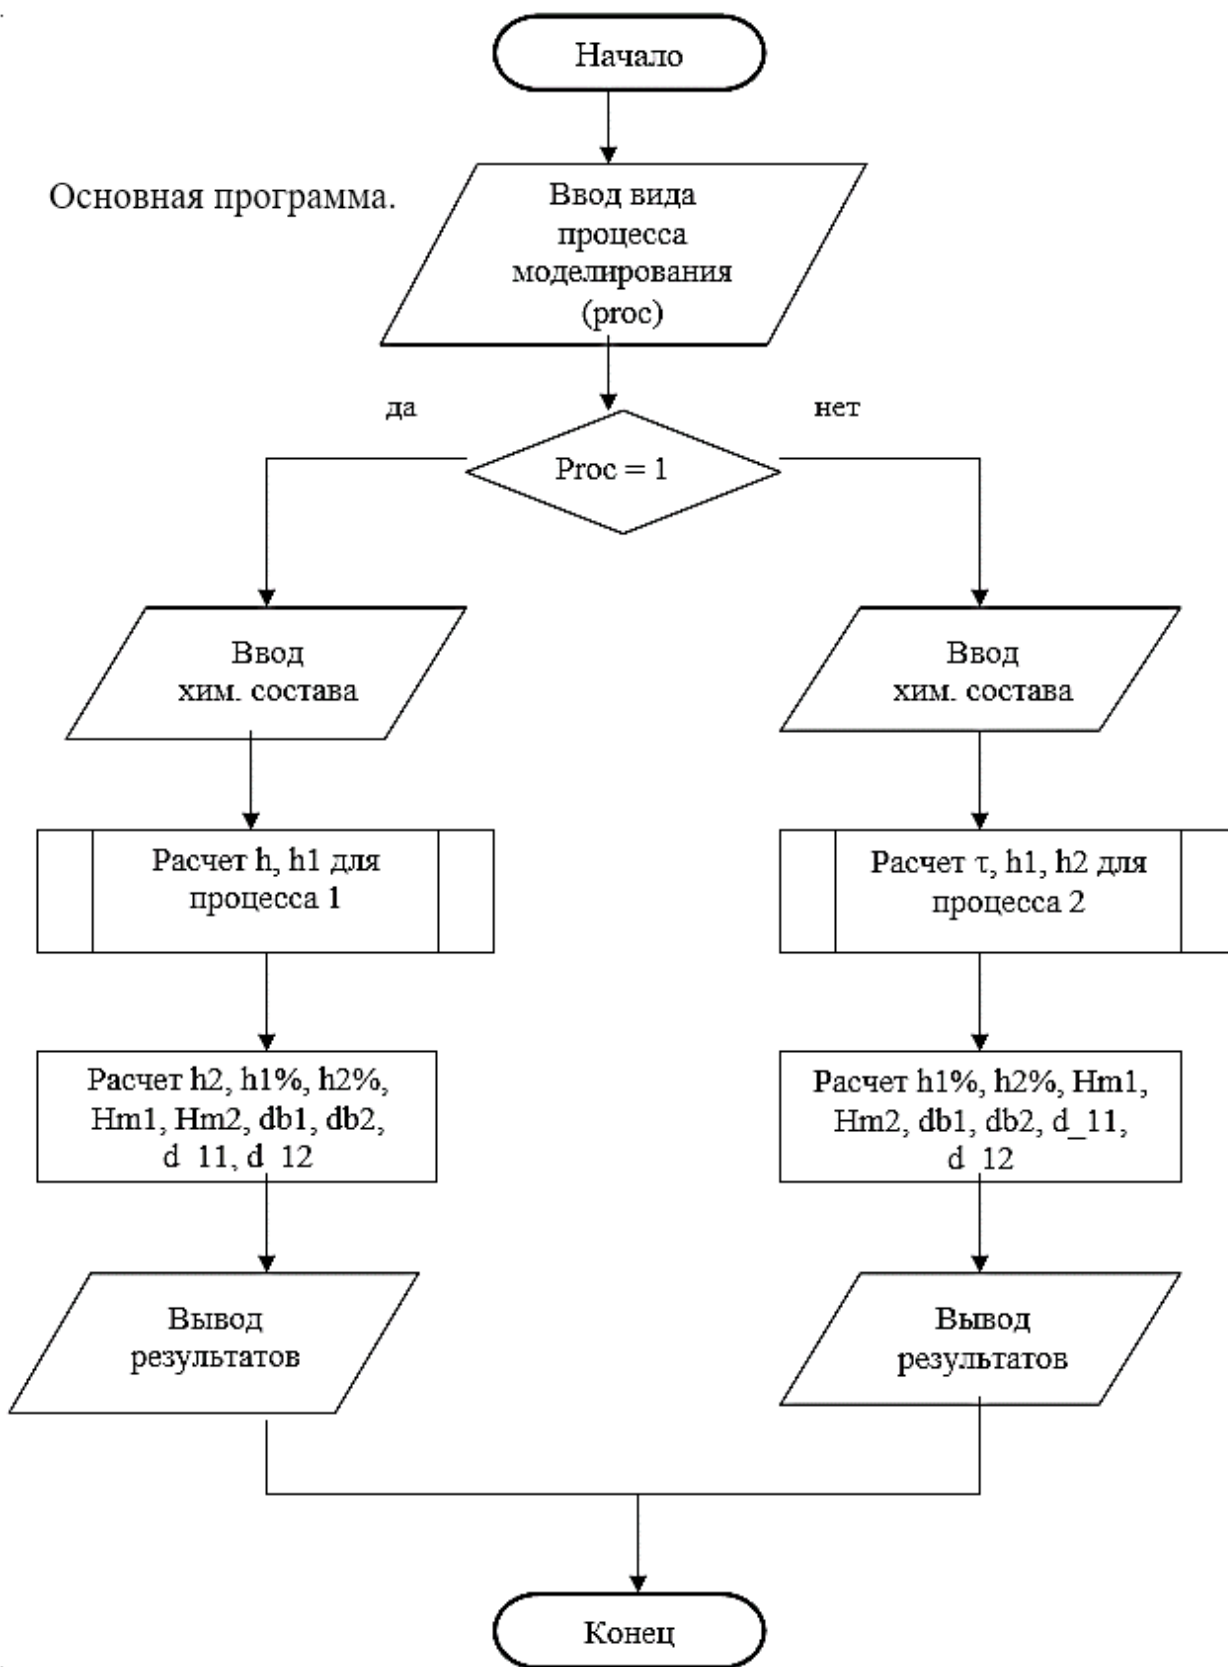 Начало
Основная программа.
Ввод вида
процесса
моделирования
(proc)
да
нет
Proc = 1
Ввод
хим. состава
Ввод
хим. состава
Расчет h, h1 для
процесса 1
Расчет τ, h1, h2 для
процесса 2
Расчет h2, h1%, h2%,
Hm1, Hm2, db1, db2,
d_11, d_12
Расчет h1%, h2%, Hm1,
Hm2, db1, db2, d_11,
d_12
Вывод
результатов
Вывод
результатов
Конец